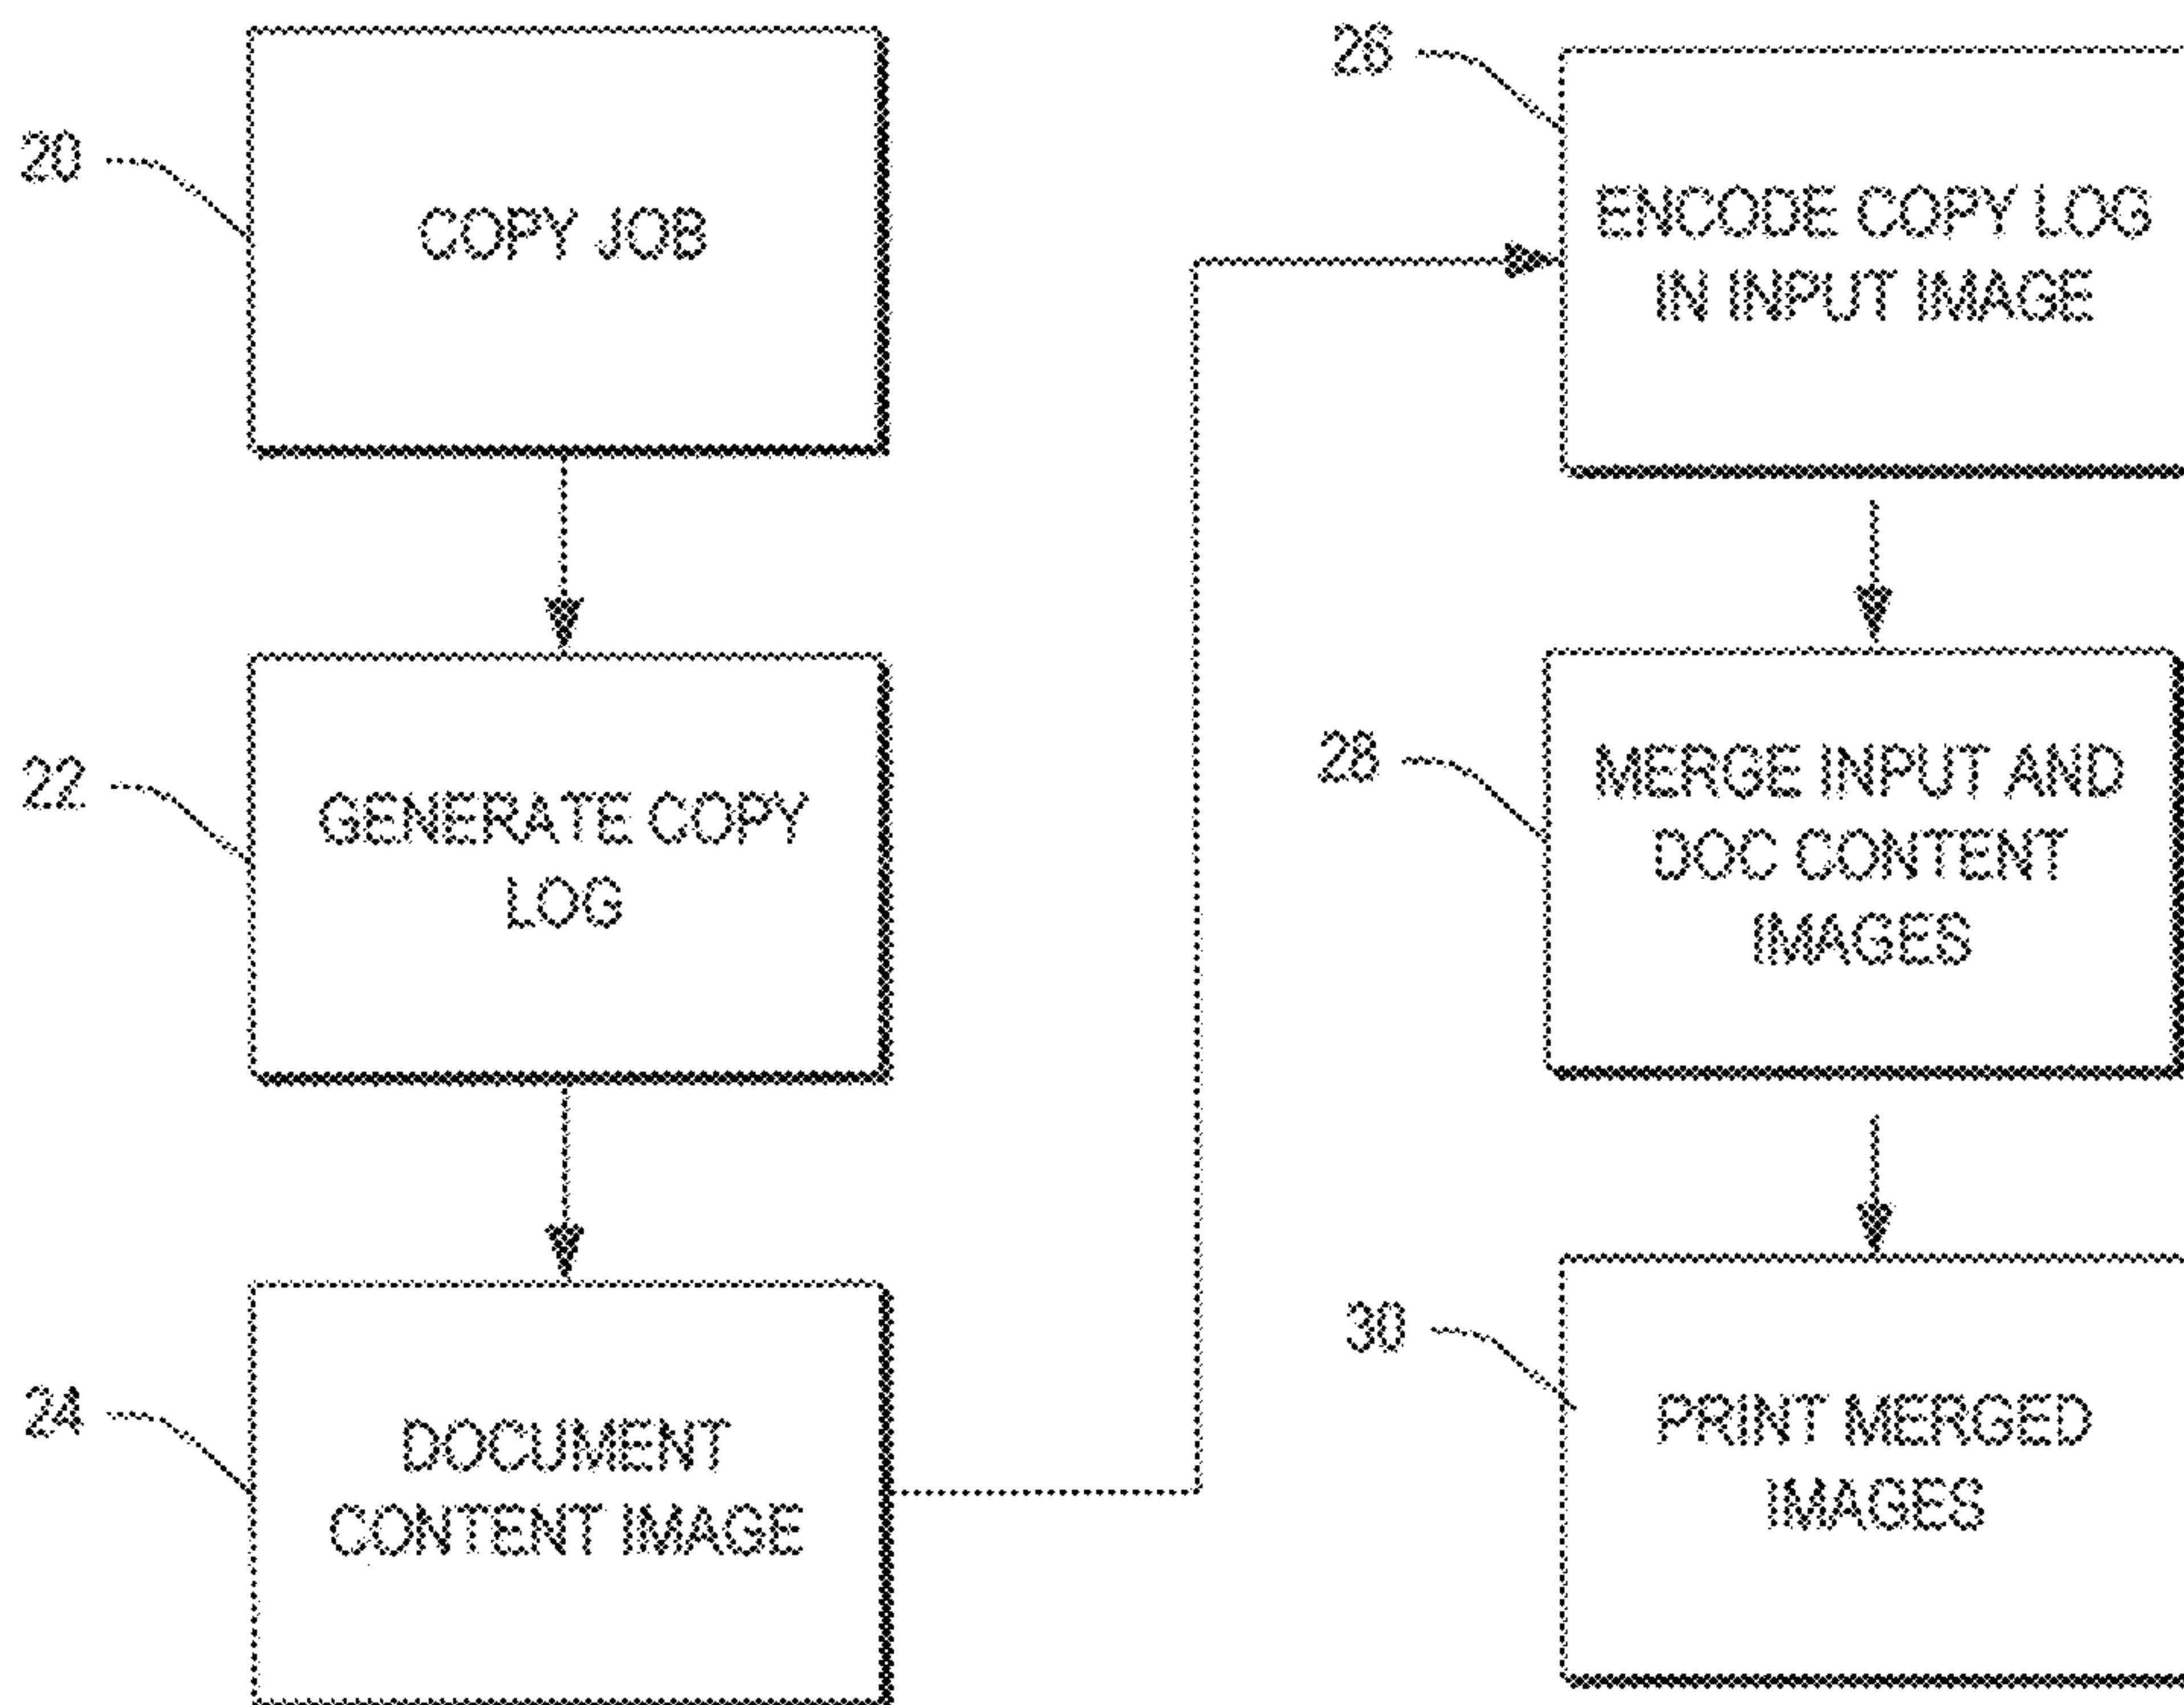 20
COPY JOB
22
GENERATE COPY
LOG
24
DOCUMENT
CONTENT IMAGE
26
ENCODE COPY LOG
IN INPUT IMAGE
28
MERGE INPUT AND
DOC CONTENT
IMAGES
30
PRINT MERGED
IMAGES